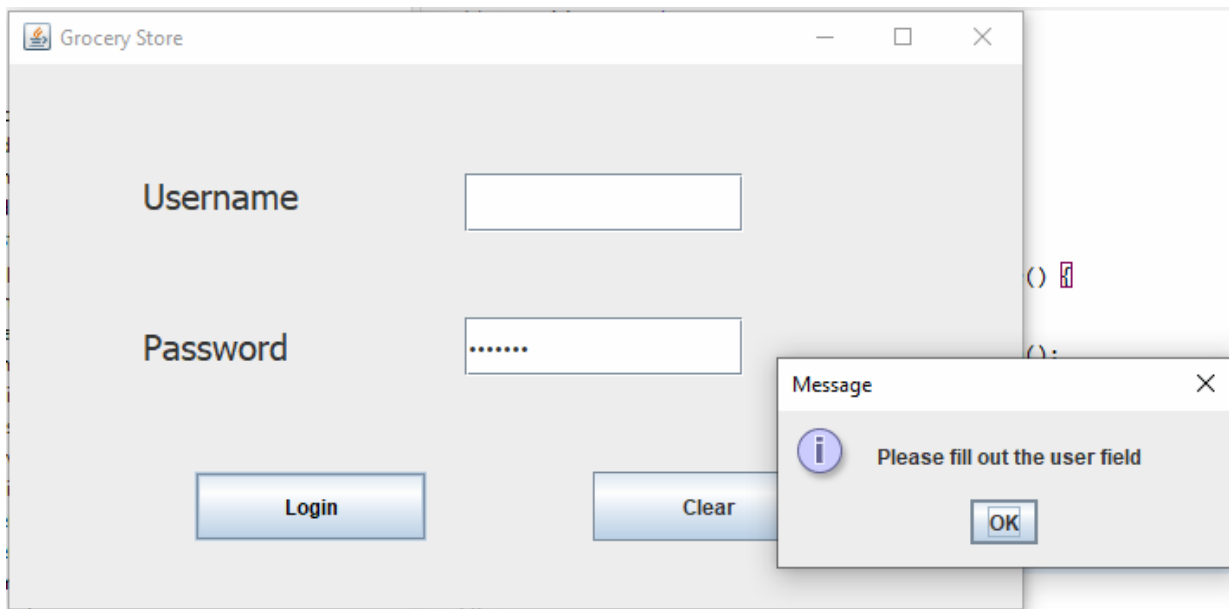 Grocery Store
Username
() {
Password
•••••••
();
Message
Please fill out the user field
Login
Clear
OK